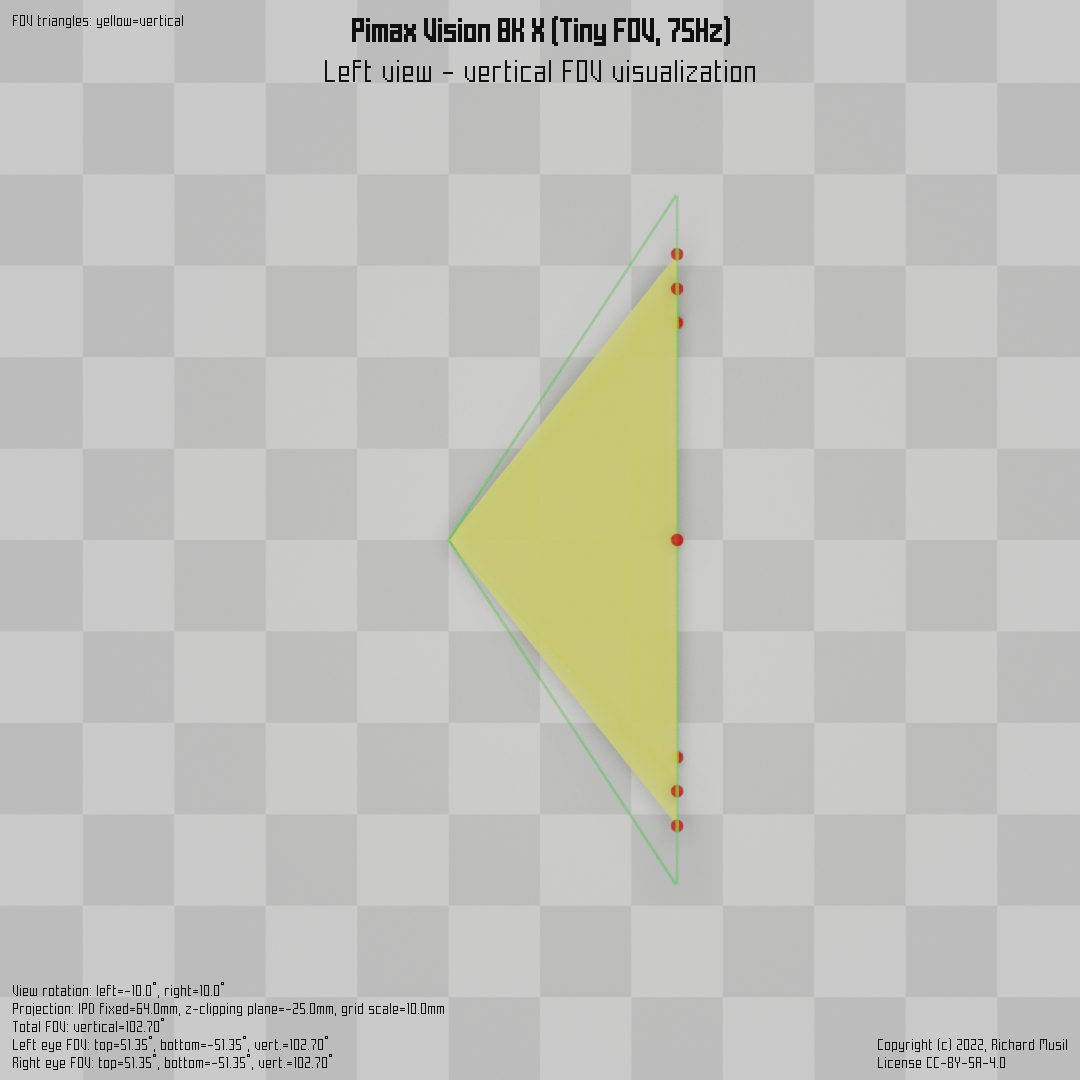 FOV triangles: yellow=vertical
Pimax Vision 8K X (Tiny FOV, 75Hz)
Left view - vertical FOV visualization
View rotation: left=-10.0°, right=10.0°
Projection: IPD fixed=64.0mm, z-clipping plane=-25.0mm, grid scale=10.0mm
Total FOV: vertical=102.70°
Left eye FOV: top=51.35°, bottom=-51.35°, vert.=102.70°
Right eye FOV: top=51.35°, bottom=-51.35°, vert.=102.70°
Copyright (c) 2022, Richard Musil
License CC-BY-SA-4.0